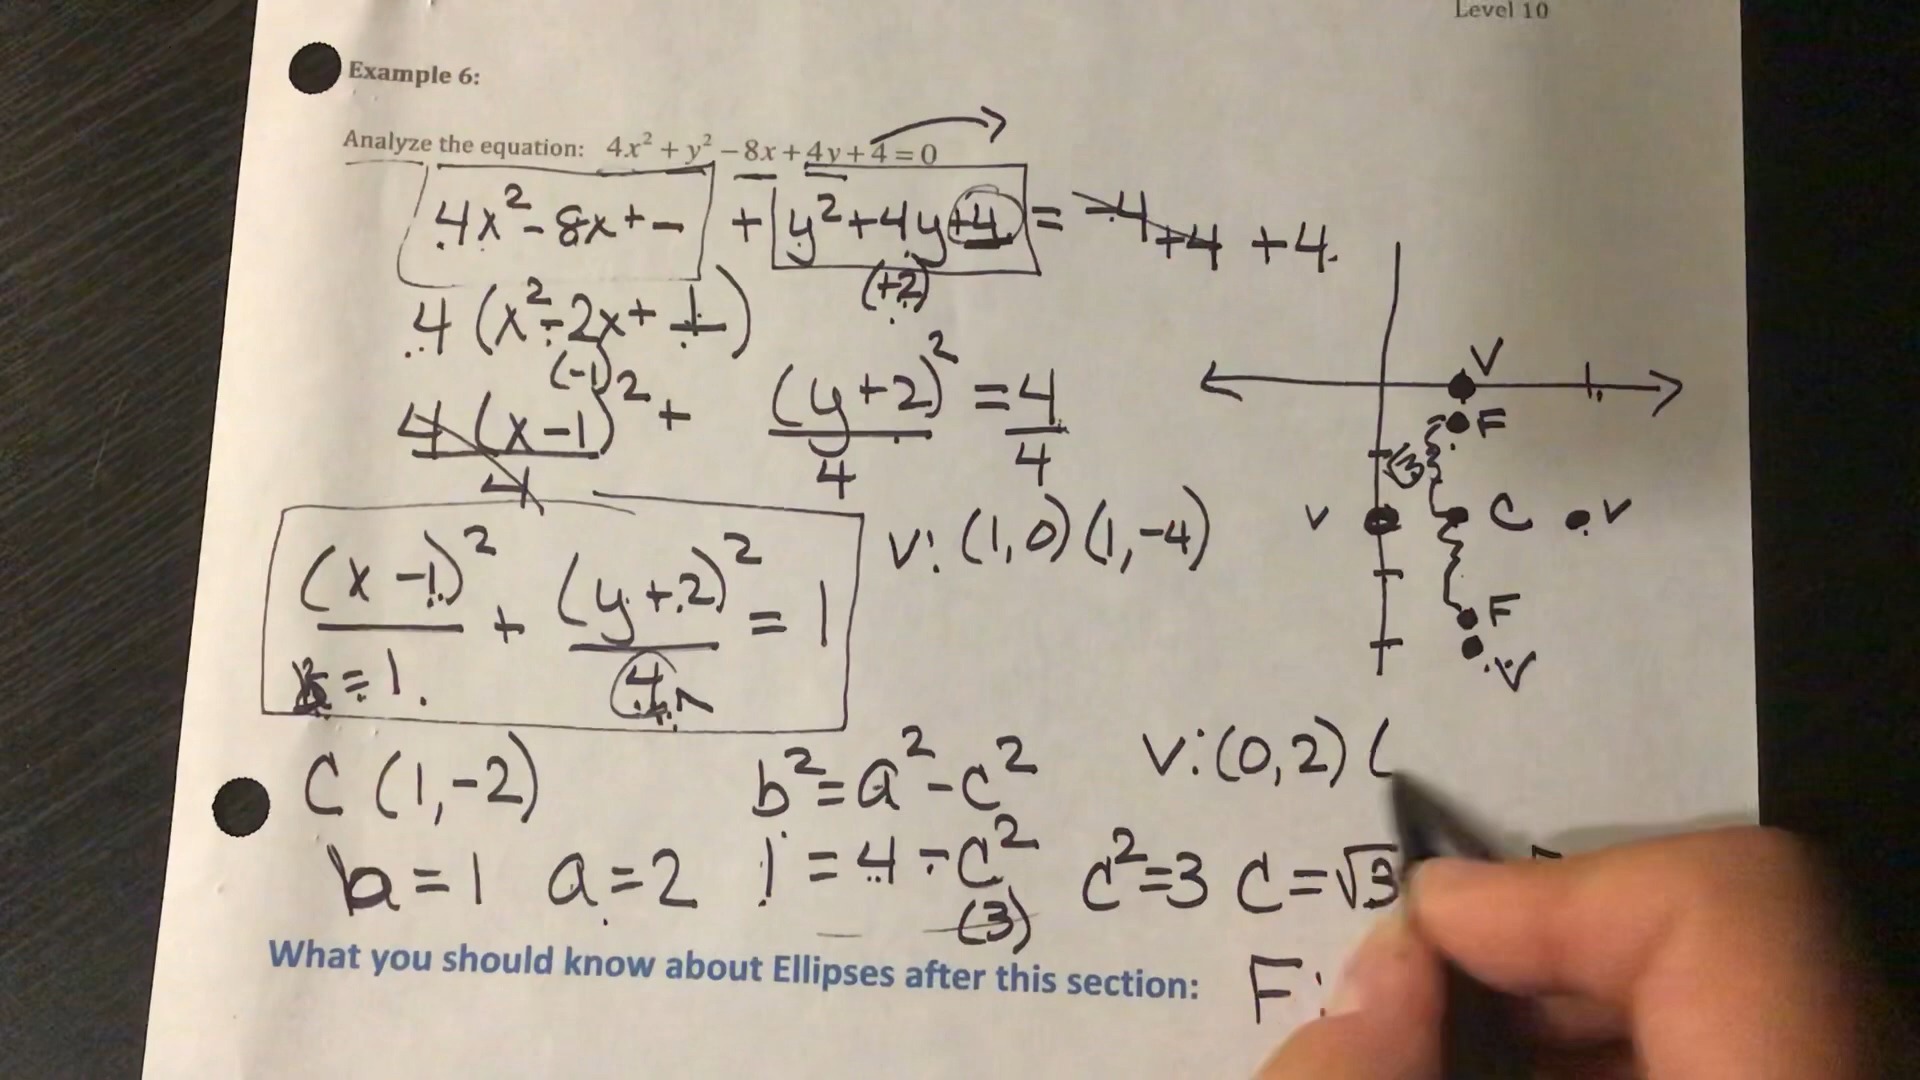 Level 10
Example 6:
Analyze the equation: 4x² + y² − 8x + 4y + 4 = 0
4x² - 8x + - + y² + 4y +4 = -4 +4 +4
(+2)
4 (x² - 2x + 1)
(-1)
4 (x-1)² + (y+2)² = 4
4 4 4
V
F
√3
V C V
F
V
V: (1,0) (1,-4)
(x-1)² + (y+2)² = 1
b² = 1 4
C (1,-2) b² = a² - c² V: (0,2) (
b = 1 a = 2 1 = 4 - c² c² = 3 C = √3
(3)
What you should know about Ellipses after this section:
F: